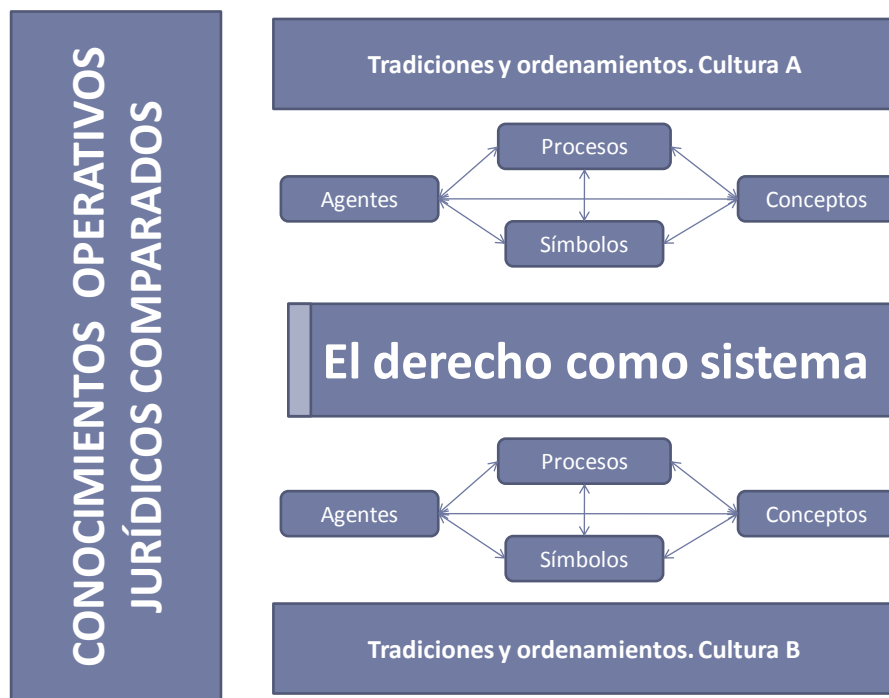 CONOCIMIENTOS OPERATIVOS
JURÍDICOS COMPARADOS
Tradiciones y ordenamientos. Cultura A
Procesos
Agentes
Conceptos
Símbolos
El derecho como sistema
Procesos
Agentes
Conceptos
Símbolos
Tradiciones y ordenamientos. Cultura B